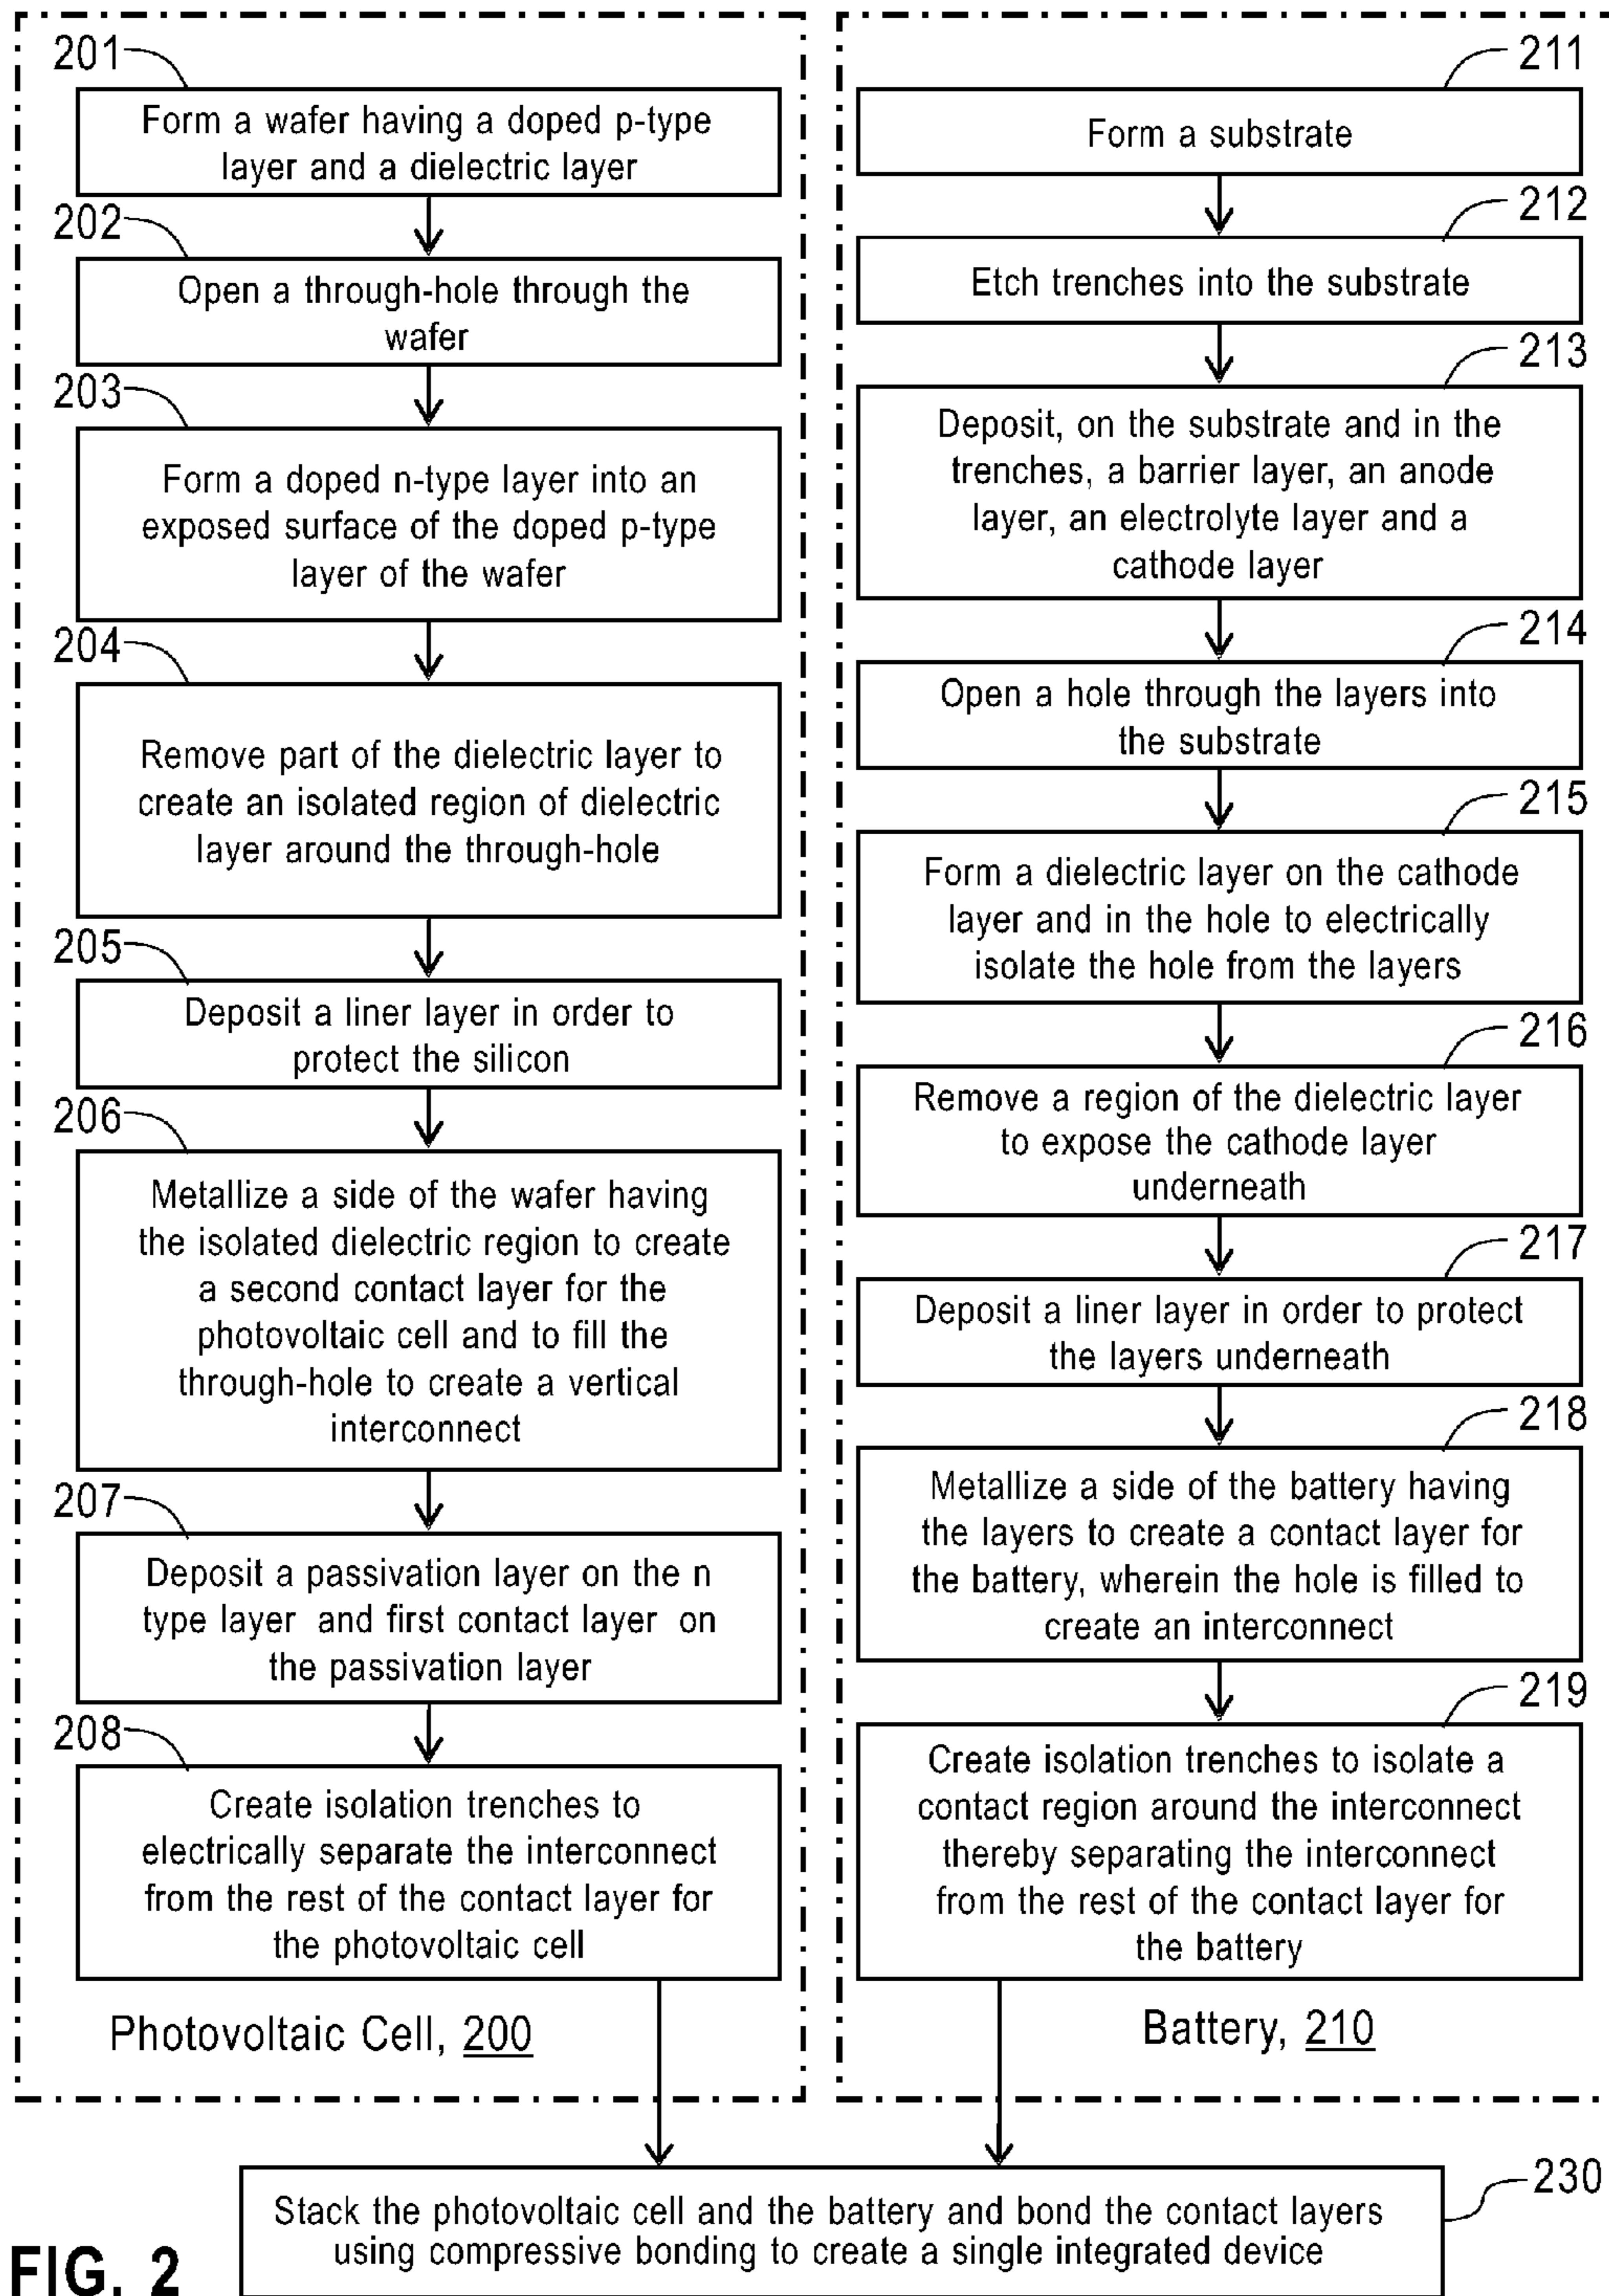 201
Form a wafer having a doped p-type
layer and a dielectric layer
202
Open a through-hole through the
wafer
203
Form a doped n-type layer into an
exposed surface of the doped p-type
layer of the wafer
204
Remove part of the dielectric layer to
create an isolated region of dielectric
layer around the through-hole
205
Deposit a liner layer in order to
protect the silicon
206
Metallize a side of the wafer having
the isolated dielectric region to create
a second contact layer for the
photovoltaic cell and to fill the
through-hole to create a vertical
interconnect
207
Deposit a passivation layer on the n
type layer and first contact layer on
the passivation layer
208
Create isolation trenches to
electrically separate the interconnect
from the rest of the contact layer for
the photovoltaic cell
Photovoltaic Cell, 200
211
Form a substrate
212
Etch trenches into the substrate
213
Deposit, on the substrate and in the
trenches, a barrier layer, an anode
layer, an electrolyte layer and a
cathode layer
214
Open a hole through the layers into
the substrate
215
Form a dielectric layer on the cathode
layer and in the hole to electrically
isolate the hole from the layers
216
Remove a region of the dielectric layer
to expose the cathode layer
underneath
217
Deposit a liner layer in order to protect
the layers underneath
218
Metallize a side of the battery having
the layers to create a contact layer for
the battery, wherein the hole is filled to
create an interconnect
219
Create isolation trenches to isolate a
contact region around the interconnect
thereby separating the interconnect
from the rest of the contact layer for
the battery
Battery, 210
230
Stack the photovoltaic cell and the battery and bond the contact layers
using compressive bonding to create a single integrated device
FIG. 2